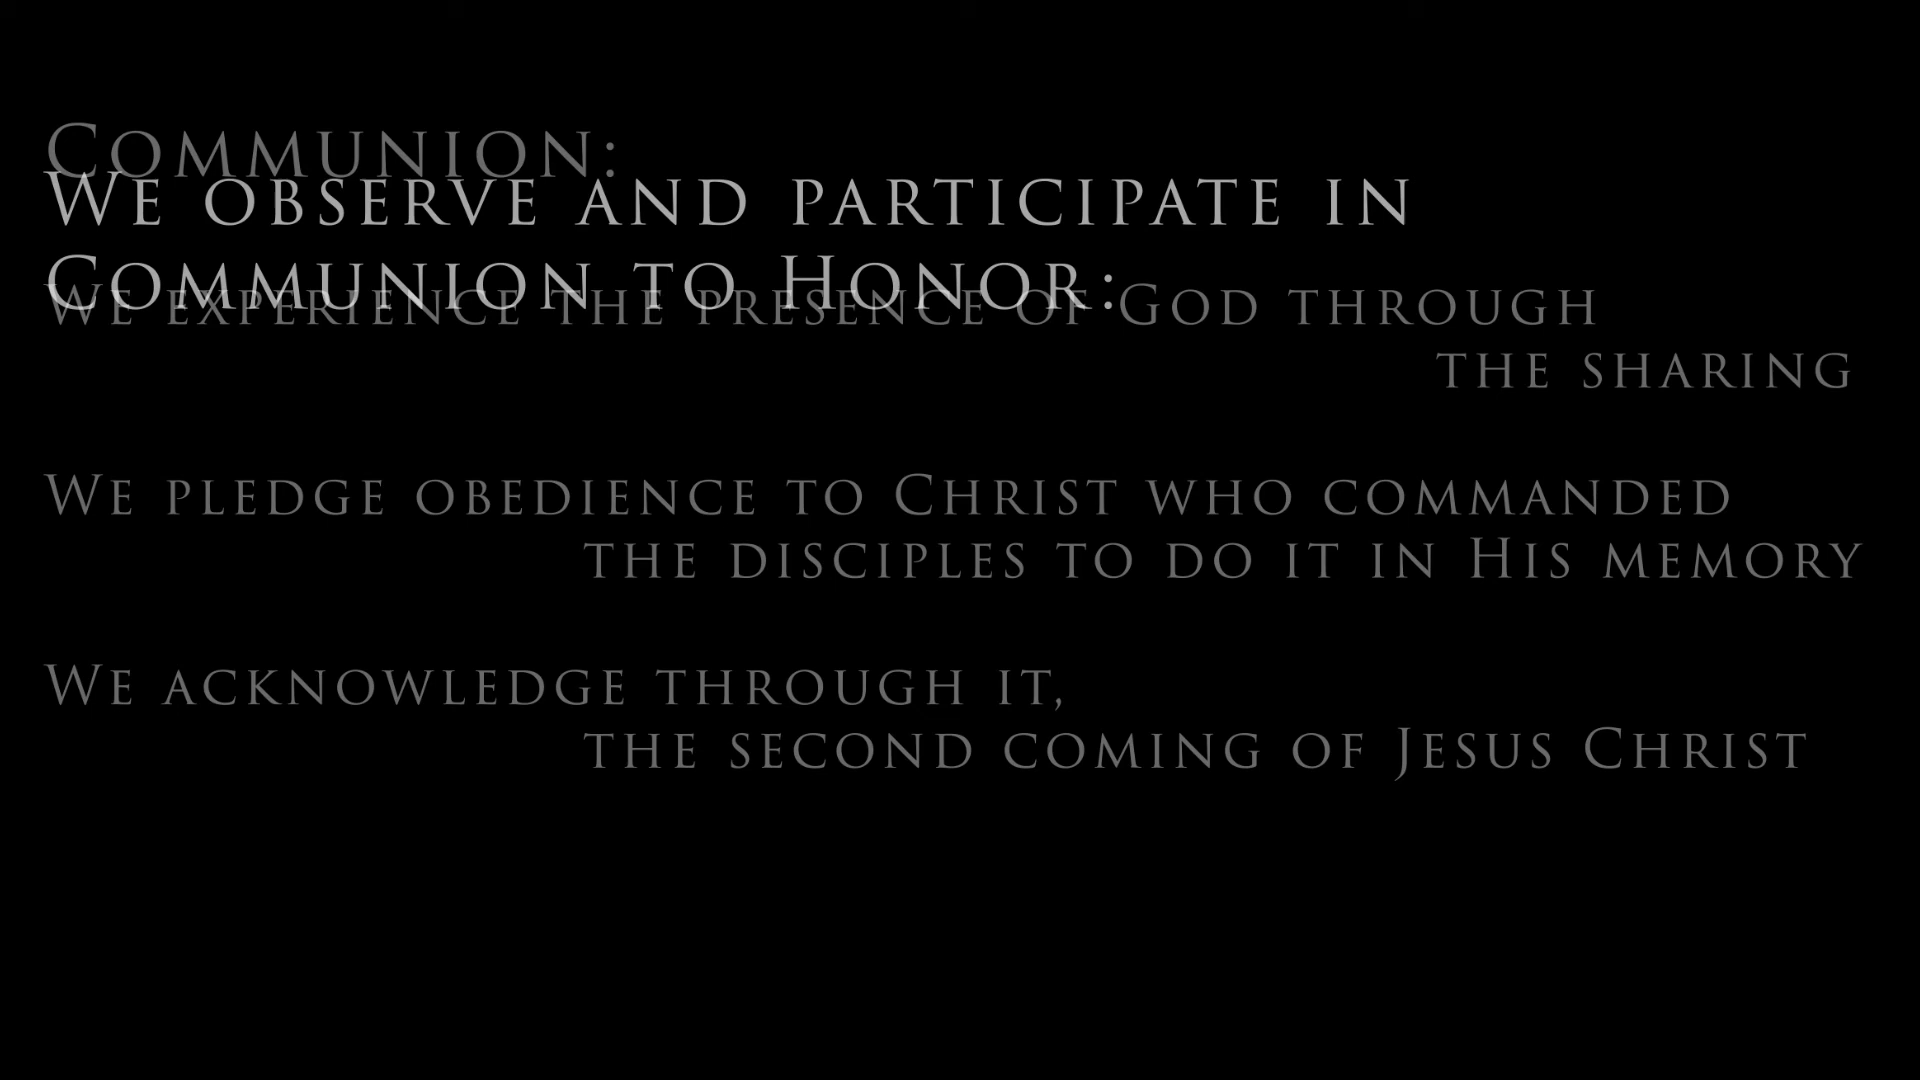 Communion:
We observe and participate in
Communion to Honor:
We experience the presence of God through
the sharing
We pledge obedience to Christ who commanded
the disciples to do it in His memory
We acknowledge through it,
the second coming of Jesus Christ